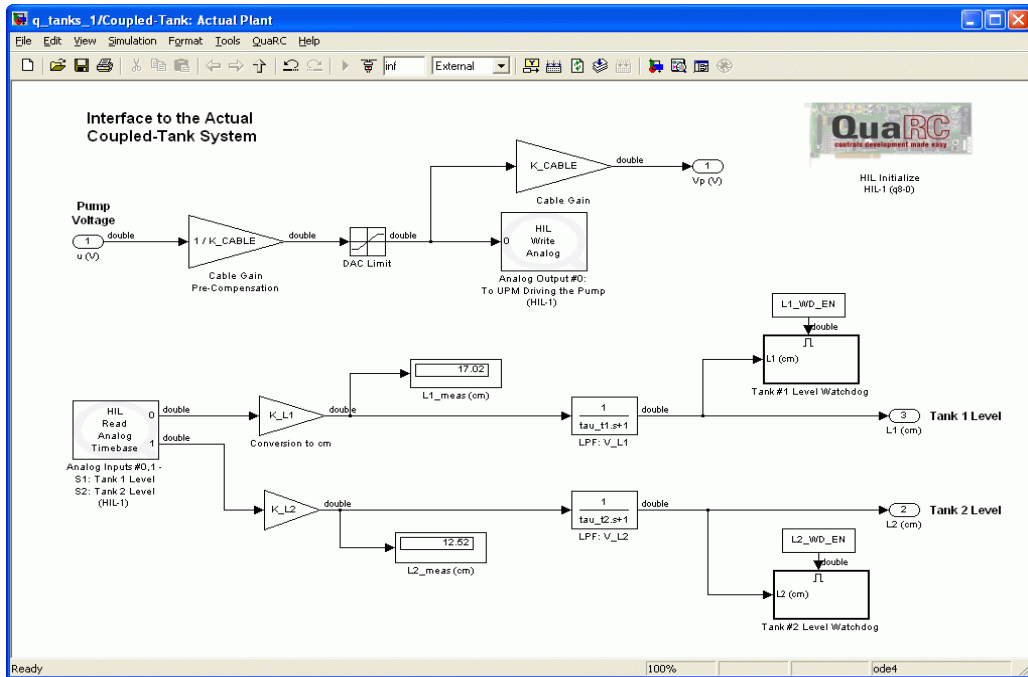 q_tanks_1/Coupled-Tank: Actual Plant
File Edit View Simulation Format Tools QuaRC Help
inf External
Interface to the Actual
Coupled-Tank System
QuaRC
controls development made easy
HIL Initialize
HIL-1 (q8-0)
K_CABLE
double
1
Vp (V)
Cable Gain
Pump
Voltage
1
double
u (V)
1 / K_CABLE
double
Cable Gain
Pre-Compensation
double
DAC Limit
0
HIL
Write
Analog
Analog Output #0:
To UPM Driving the Pump
(HIL-1)
L1_WD_EN
double
L1 (cm)
Tank #1 Level Watchdog
17.02
L1_meas (cm)
HIL
Read
Analog
Timebase
0
1
double
double
Analog Inputs #0,1 -
S1: Tank 1 Level
S2: Tank 2 Level
(HIL-1)
K_L1
double
Conversion to cm
1
tau_t1.s+1
double
LPF: V_L1
3
L1 (cm)
Tank 1 Level
K_L2
double
1
tau_t2.s+1
double
LPF: V_L2
2
L2 (cm)
Tank 2 Level
12.52
L2_meas (cm)
L2_WD_EN
double
L2 (cm)
Tank #2 Level Watchdog
Ready 100% ode4